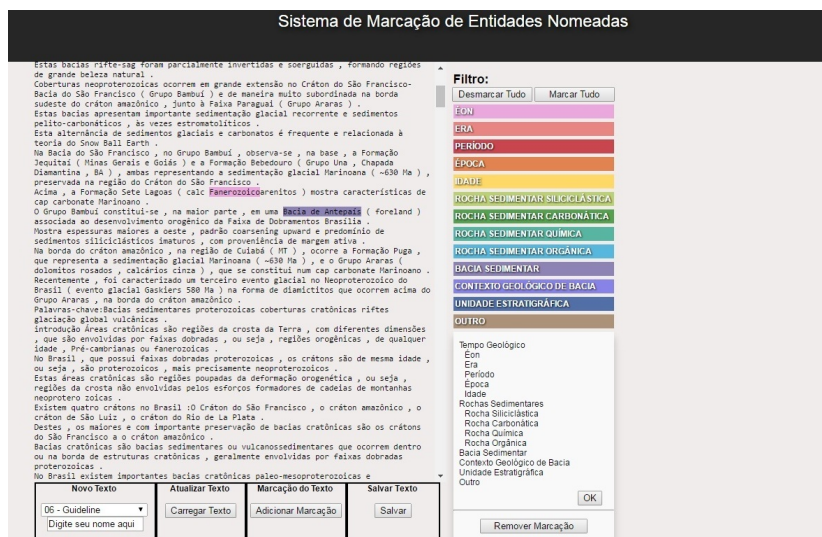 Sistema de Marcação de Entidades Nomeadas
Estas bacias rifte-sag foram parcialmente invertidas e soerguidas , formando regiões
de grande beleza natural .
Coberturas neoproterozoicas ocorrem em grande extensão no Cráton do São Francisco-
Bacia do São Francisco ( Grupo Bambuí ) e de maneira muito subordinada na borda
sudeste do cráton amazônico , junto à Faixa Paraguai ( Grupo Araras ) .
Estas bacias apresentam importante sedimentação glacial recorrente e sedimentos
pelito-carbonáticos , às vezes estromatolíticos .
Esta alternância de sedimentos glaciais e carbonatos é frequente e relacionada à
teoria do Snow Ball Earth .
Na Bacia do São Francisco , no Grupo Bambuí , observa-se , na base , a Formação
Jequitaí ( Minas Gerais e Goiás ) e a Formação Bebedouro ( Grupo Una , Chapada
Diamantina , BA ) , ambas representando a sedimentação glacial Marinoana ( ~630 Ma ) ,
preservada na região do Cráton do São Francisco .
Acima , a Formação Sete Lagoas ( calc Fanerozoicoarenitos ) mostra características de
cap carbonate Marinoano .
O Grupo Bambuí constitui-se , na maior parte , em uma Bacia de Antepaís ( foreland )
associada ao desenvolvimento orogênico da Faixa de Dobramentos Brasília .
Mostra espessuras maiores a oeste , padrão coarsening upward e predomínio de
sedimentos siliciclásticos imaturos , com proveniência de margem ativa .
Na borda do cráton amazônico , na região de Cuiabá ( MT ) , ocorre a Formação Puga ,
que representa a sedimentação glacial Marinoana ( ~630 Ma ) , e o Grupo Araras (
dolomitos rosados , calcários cinza ) , que se constitui num cap carbonate Marinoano .
Recentemente , foi caracterizado um terceiro evento glacial no Neoproterozoico do
Brasil ( evento glacial Gaskiers 580 Ma ) na forma de diamictitos que ocorrem acima do
Grupo Araras , na borda do cráton amazônico .
Palavras-chave:Bacias sedimentares proterozoicas coberturas cratônicas riftes
glaciação global vulcânicas .
introdução Áreas cratônicas são regiões da crosta da Terra , com diferentes dimensões
, que são envolvidas por faixas dobradas , ou seja , regiões orogênicas , de qualquer
idade , Pré-cambrianas ou fanerozoicas .
No Brasil , que possui faixas dobradas proterozoicas , os crátons são de mesma idade ,
ou seja , são proterozoicos , mais precisamente neoproterozoicos .
Estas áreas cratônicas são regiões poupadas da deformação orogenética , ou seja ,
regiões da crosta não envolvidas pelos esforços formadores de cadeias de montanhas
neoprotero zoicas .
Existem quatro crátons no Brasil :O Cráton do São Francisco , o cráton amazônico , o
cráton de São Luiz , o cráton do Rio de La Plata .
Destes , os maiores e com importante preservação de bacias cratônicas são os crátons
do São Francisco a o cráton amazônico .
Bacias cratônicas são bacias sedimentares ou vulcanossedimentares que ocorrem dentro
ou na borda de estruturas cratônicas , geralmente envolvidas por faixas dobradas
proterozoicas .
No Brasil existem importantes bacias cratônicas paleo-mesoproterozoicas e
Filtro:
Desmarcar Tudo Marcar Tudo
ÉON
ERA
PERÍODO
ÉPOCA
IDADE
ROCHA SEDIMENTAR SILICICLÁSTICA
ROCHA SEDIMENTAR CARBONÁTICA
ROCHA SEDIMENTAR QUÍMICA
ROCHA SEDIMENTAR ORGÂNICA
BACIA SEDIMENTAR
CONTEXTO GEOLÓGICO DE BACIA
UNIDADE ESTRATIGRÁFICA
OUTRO
Tempo Geológico
Éon
Era
Período
Época
Idade
Rochas Sedimentares
Rocha Siliciclástica
Rocha Carbonática
Rocha Química
Rocha Orgânica
Bacia Sedimentar
Contexto Geológico de Bacia
Unidade Estratigráfica
Outro
OK
Remover Marcação
Novo Texto Atualizar Texto Marcação do Texto Salvar Texto
06 - Guideline Carregar Texto Adicionar Marcação Salvar
Digite seu nome aqui